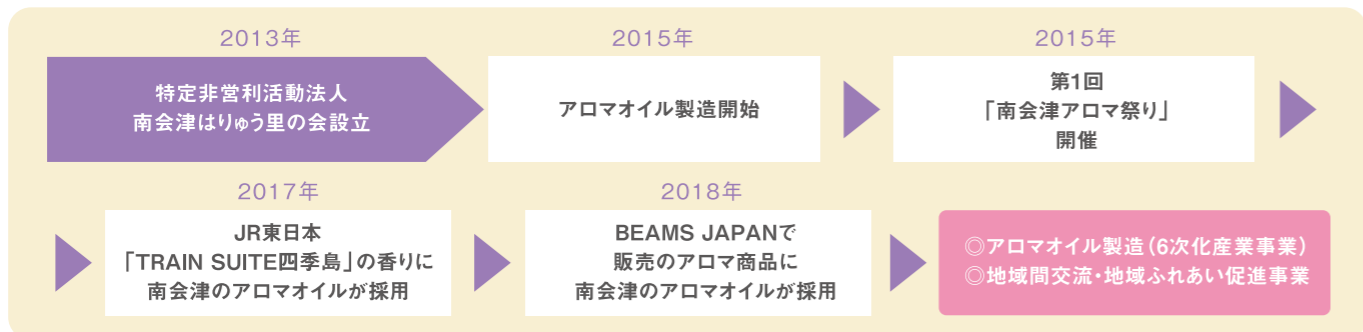 2013年
特定非営利活動法人
南会津はりゅう里の会設立
2015年
アロマオイル製造開始
2015年
第1回
「南会津アロマ祭り」
開催
2017年
JR東日本
「TRAIN SUITE四季島」の香りに
南会津のアロマオイルが採用
2018年
BEAMS JAPANで
販売のアロマ商品に
南会津のアロマオイルが採用
◎アロマオイル製造(6次化産業事業)
◎地域間交流・地域ふれあい促進事業